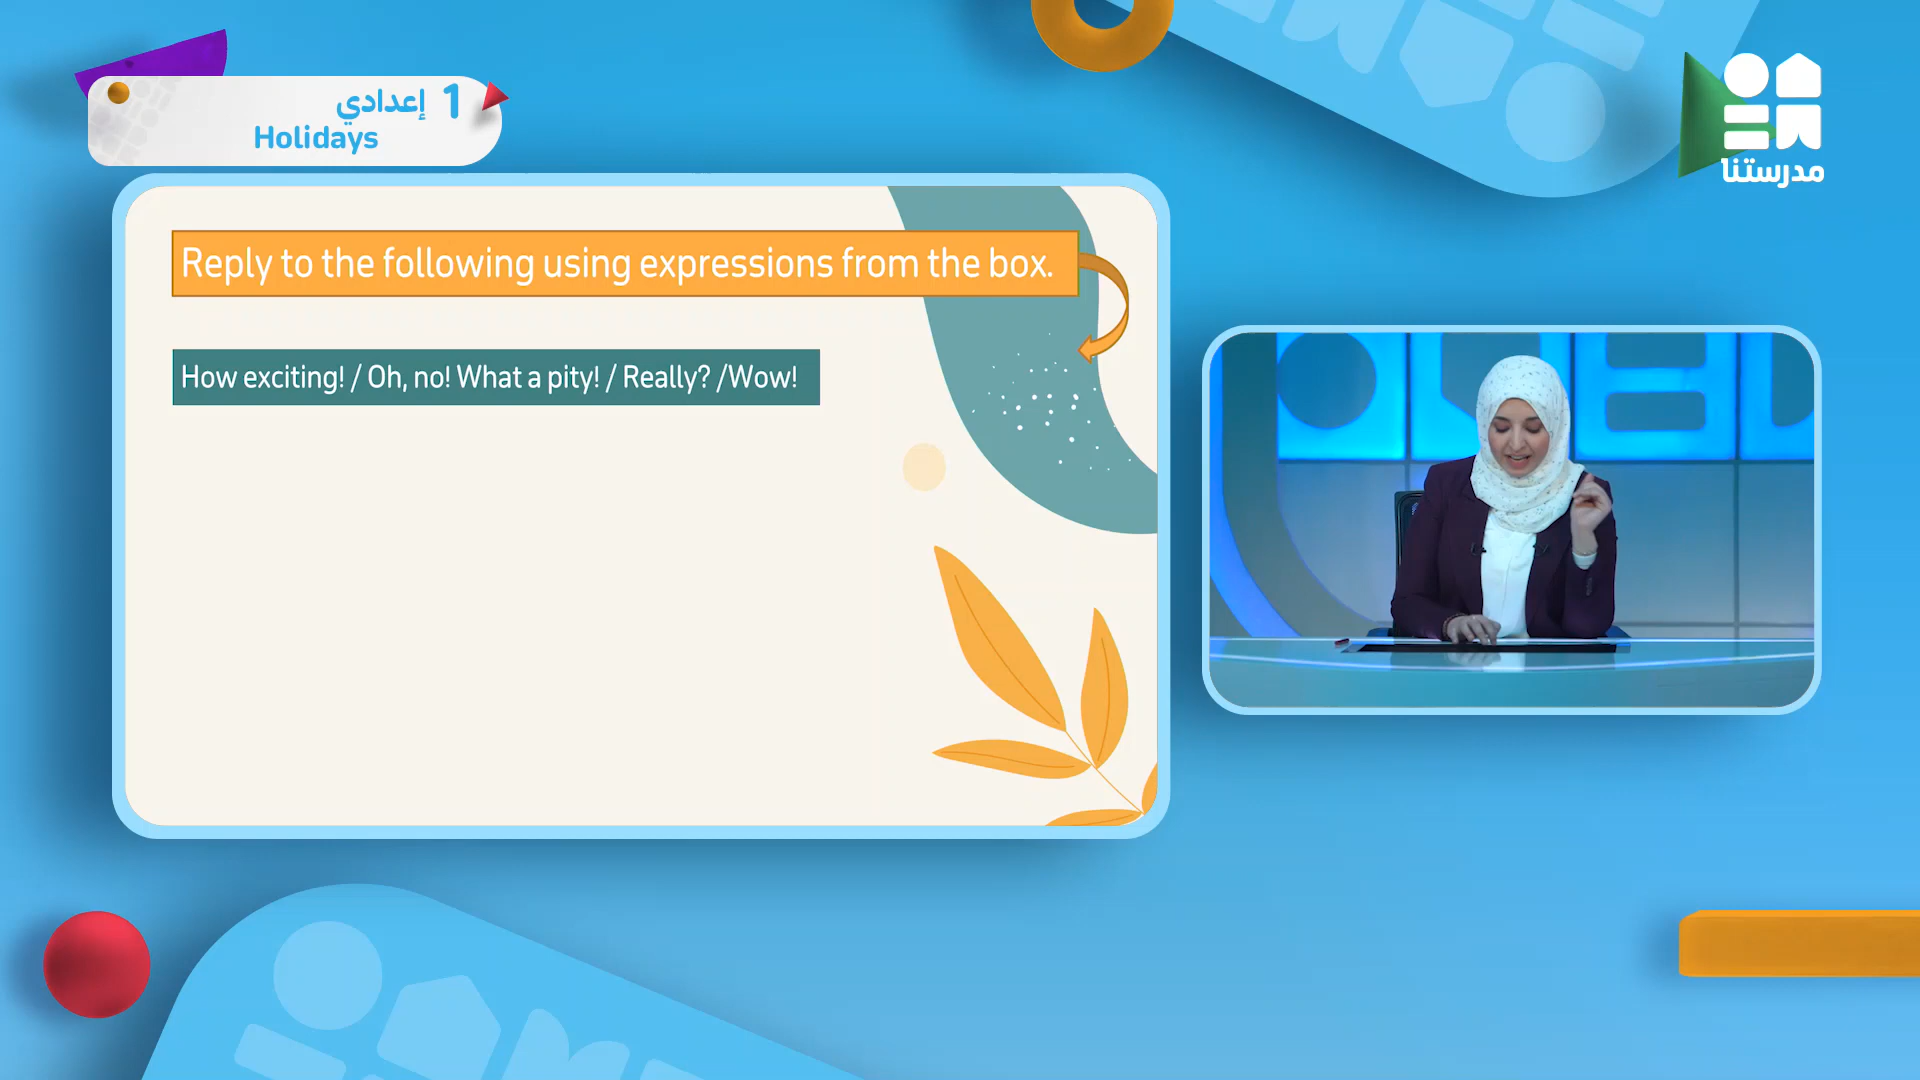 1 إعدادي
Holidays
مدرستنا
Reply to the following using expressions from the box.
How exciting! / Oh, no! What a pity! / Really? /Wow!